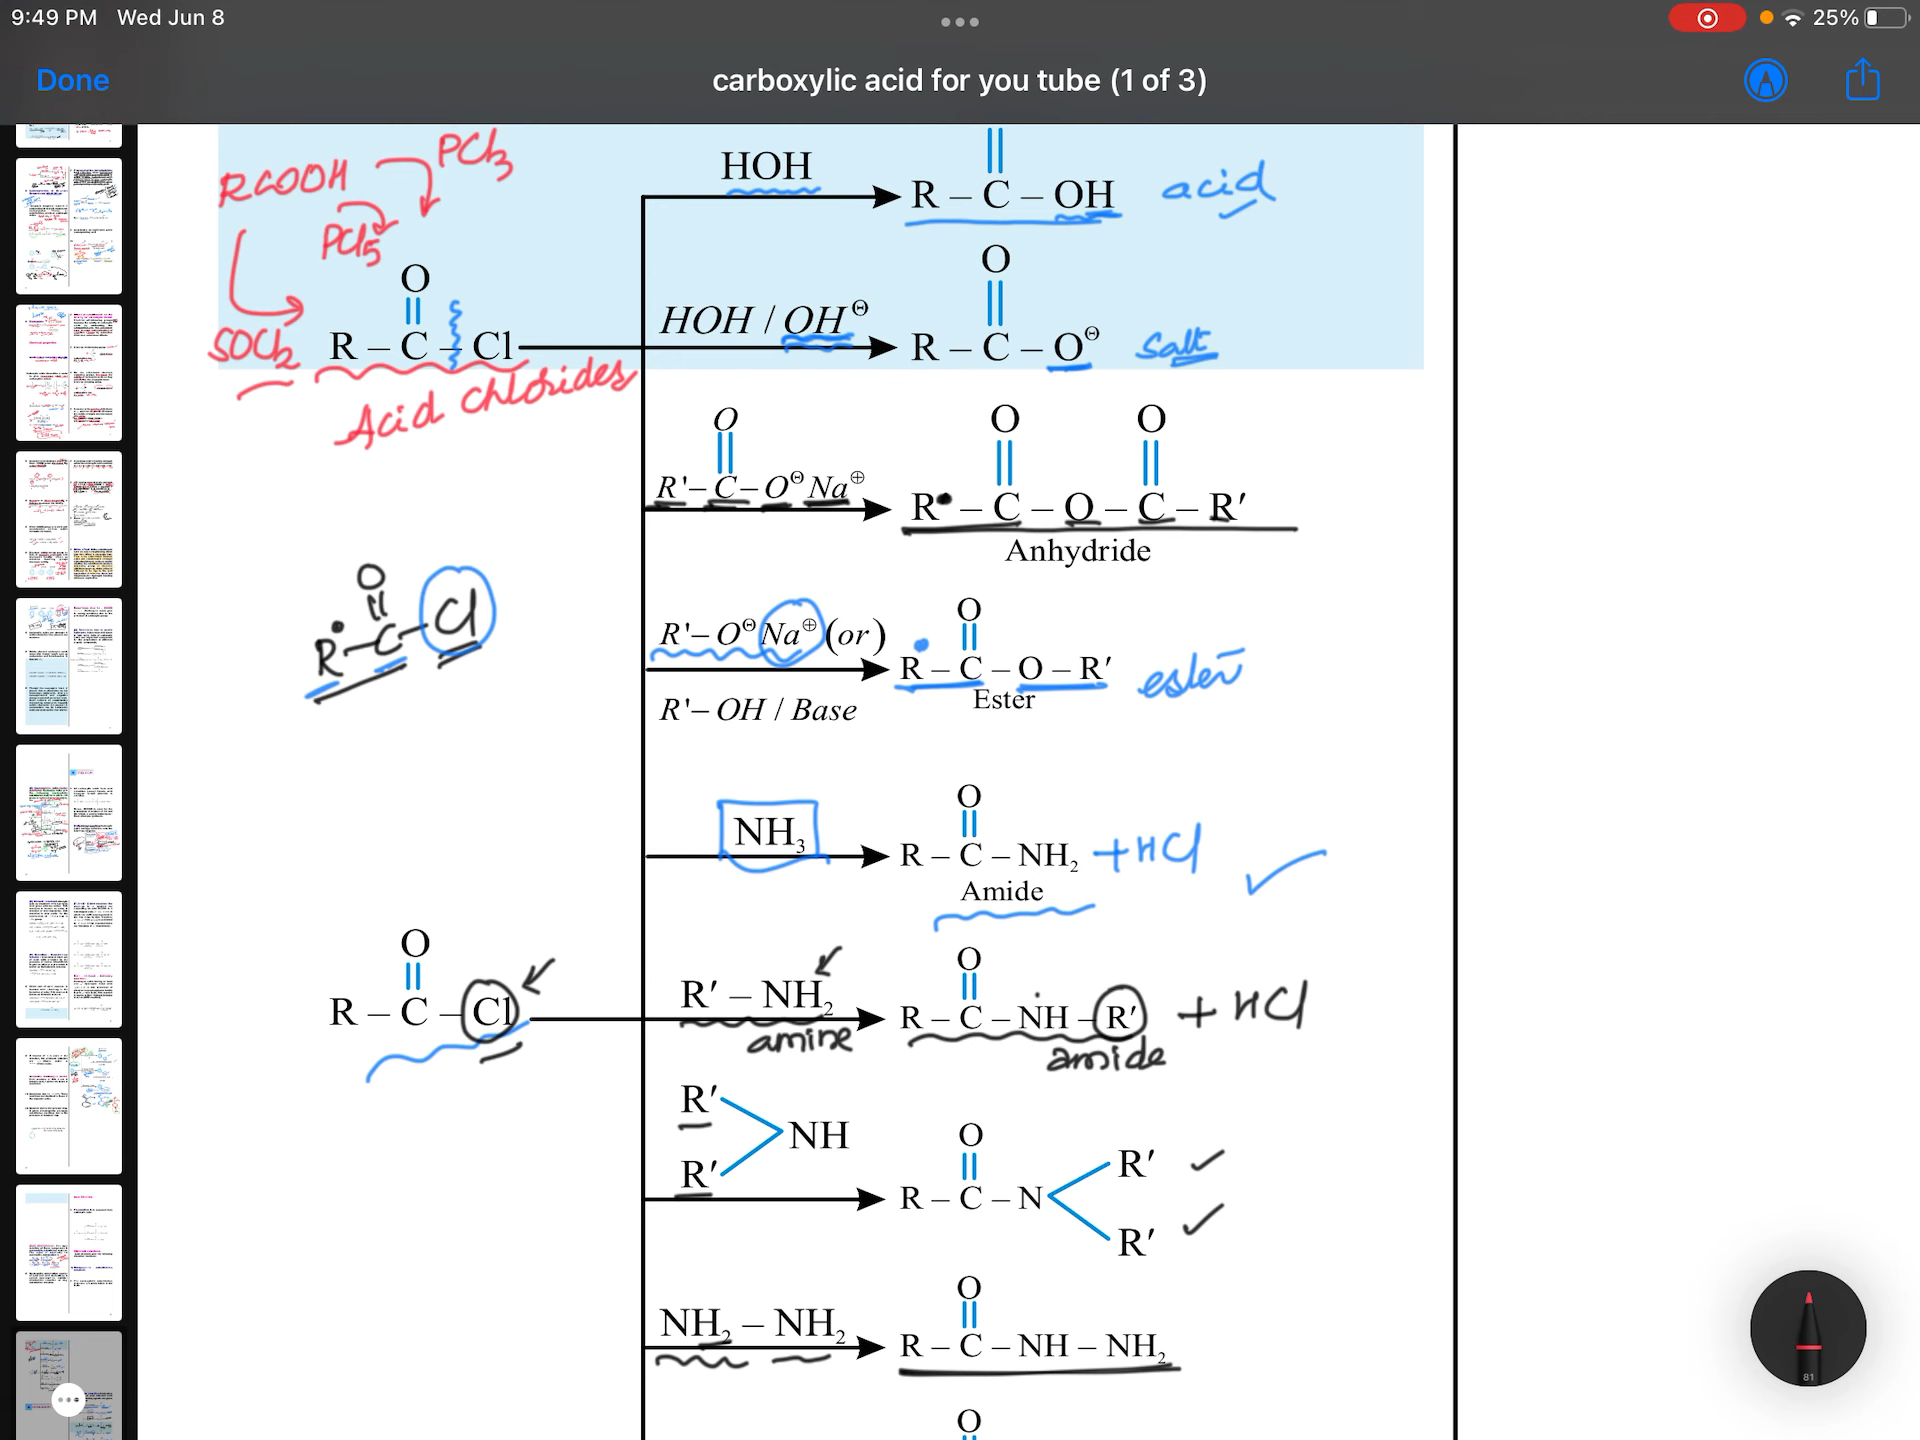 9:49 PM Wed Jun 8
25%
Done
carboxylic acid for you tube (1 of 3)
RCOOH PCl3
PCl5
SOCl2
Acid Chlorides
O
R – C – Cl
HOH
R – C – OH acid
HOH / OH⊖
O
R – C – O⊖ Salt
O
R'– C – O⊖Na⊕
O O
R – C – O – C – R'
Anhydride
O
R – C – Cl
R'– O⊖Na⊕ (or)
R'– OH / Base
O
R – C – O – R'
Ester
ester
NH₃
O
R – C – NH₂ + HCl
Amide
O
R – C – Cl
R' – NH₂
amine
O
R – C – NH – R' + HCl
amide
R'
NH
R'
O
R – C – N
R'
R'
NH₂ – NH₂
O
R – C – NH – NH₂
O
81